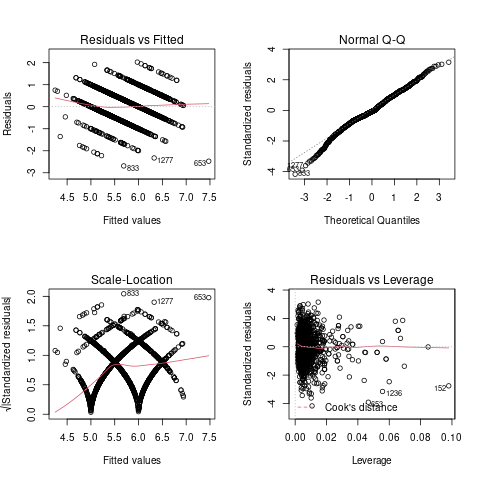 Residuals vs Fitted
Residuals
-3 -2 -1 0 1 2
833
1277
653
4.5 5.0 5.5 6.0 6.5 7.0 7.5
Fitted values
Normal Q-Q
Standardized residuals
-4 -2 0 2 4
1277
833
-3 -2 -1 0 1 2 3
Theoretical Quantiles
Scale-Location
√|Standardized residuals|
0.0 0.5 1.0 1.5 2.0
833
1277
653
4.5 5.0 5.5 6.0 6.5 7.0 7.5
Fitted values
Residuals vs Leverage
Standardized residuals
-4 -2 0 2 4
152
1236
653
Cook's distance
0.00 0.02 0.04 0.06 0.08 0.10
Leverage